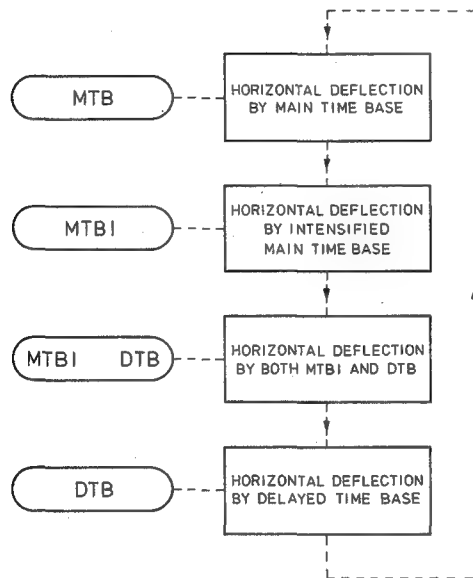 MTB
HORIZONTAL DEFLECTION
BY MAIN TIME BASE
MTBI
HORIZONTAL DEFLECTION
BY INTENSIFIED
MAIN TIME BASE
MTBI DTB
HORIZONTAL DEFLECTION
BY BOTH MTBI AND DTB
DTB
HORIZONTAL DEFLECTION
BY DELAYED TIME BASE